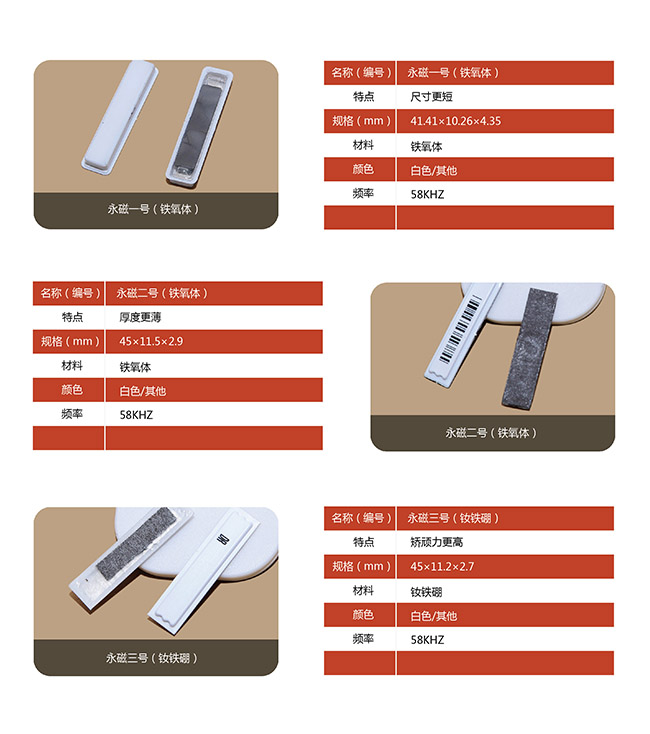 名称（编号） 永磁一号（铁氧体）
特点 尺寸更短
规格（mm） 41.41×10.26×4.35
材料 铁氧体
颜色 白色/其他
频率 58KHZ
永磁一号（铁氧体）
名称（编号） 永磁二号（铁氧体）
特点 厚度更薄
规格（mm） 45×11.5×2.9
材料 铁氧体
颜色 白色/其他
频率 58KHZ
永磁二号（铁氧体）
名称（编号） 永磁三号（钕铁硼）
特点 矫顽力更高
规格（mm） 45×11.2×2.7
材料 钕铁硼
颜色 白色/其他
频率 58KHZ
永磁三号（钕铁硼）